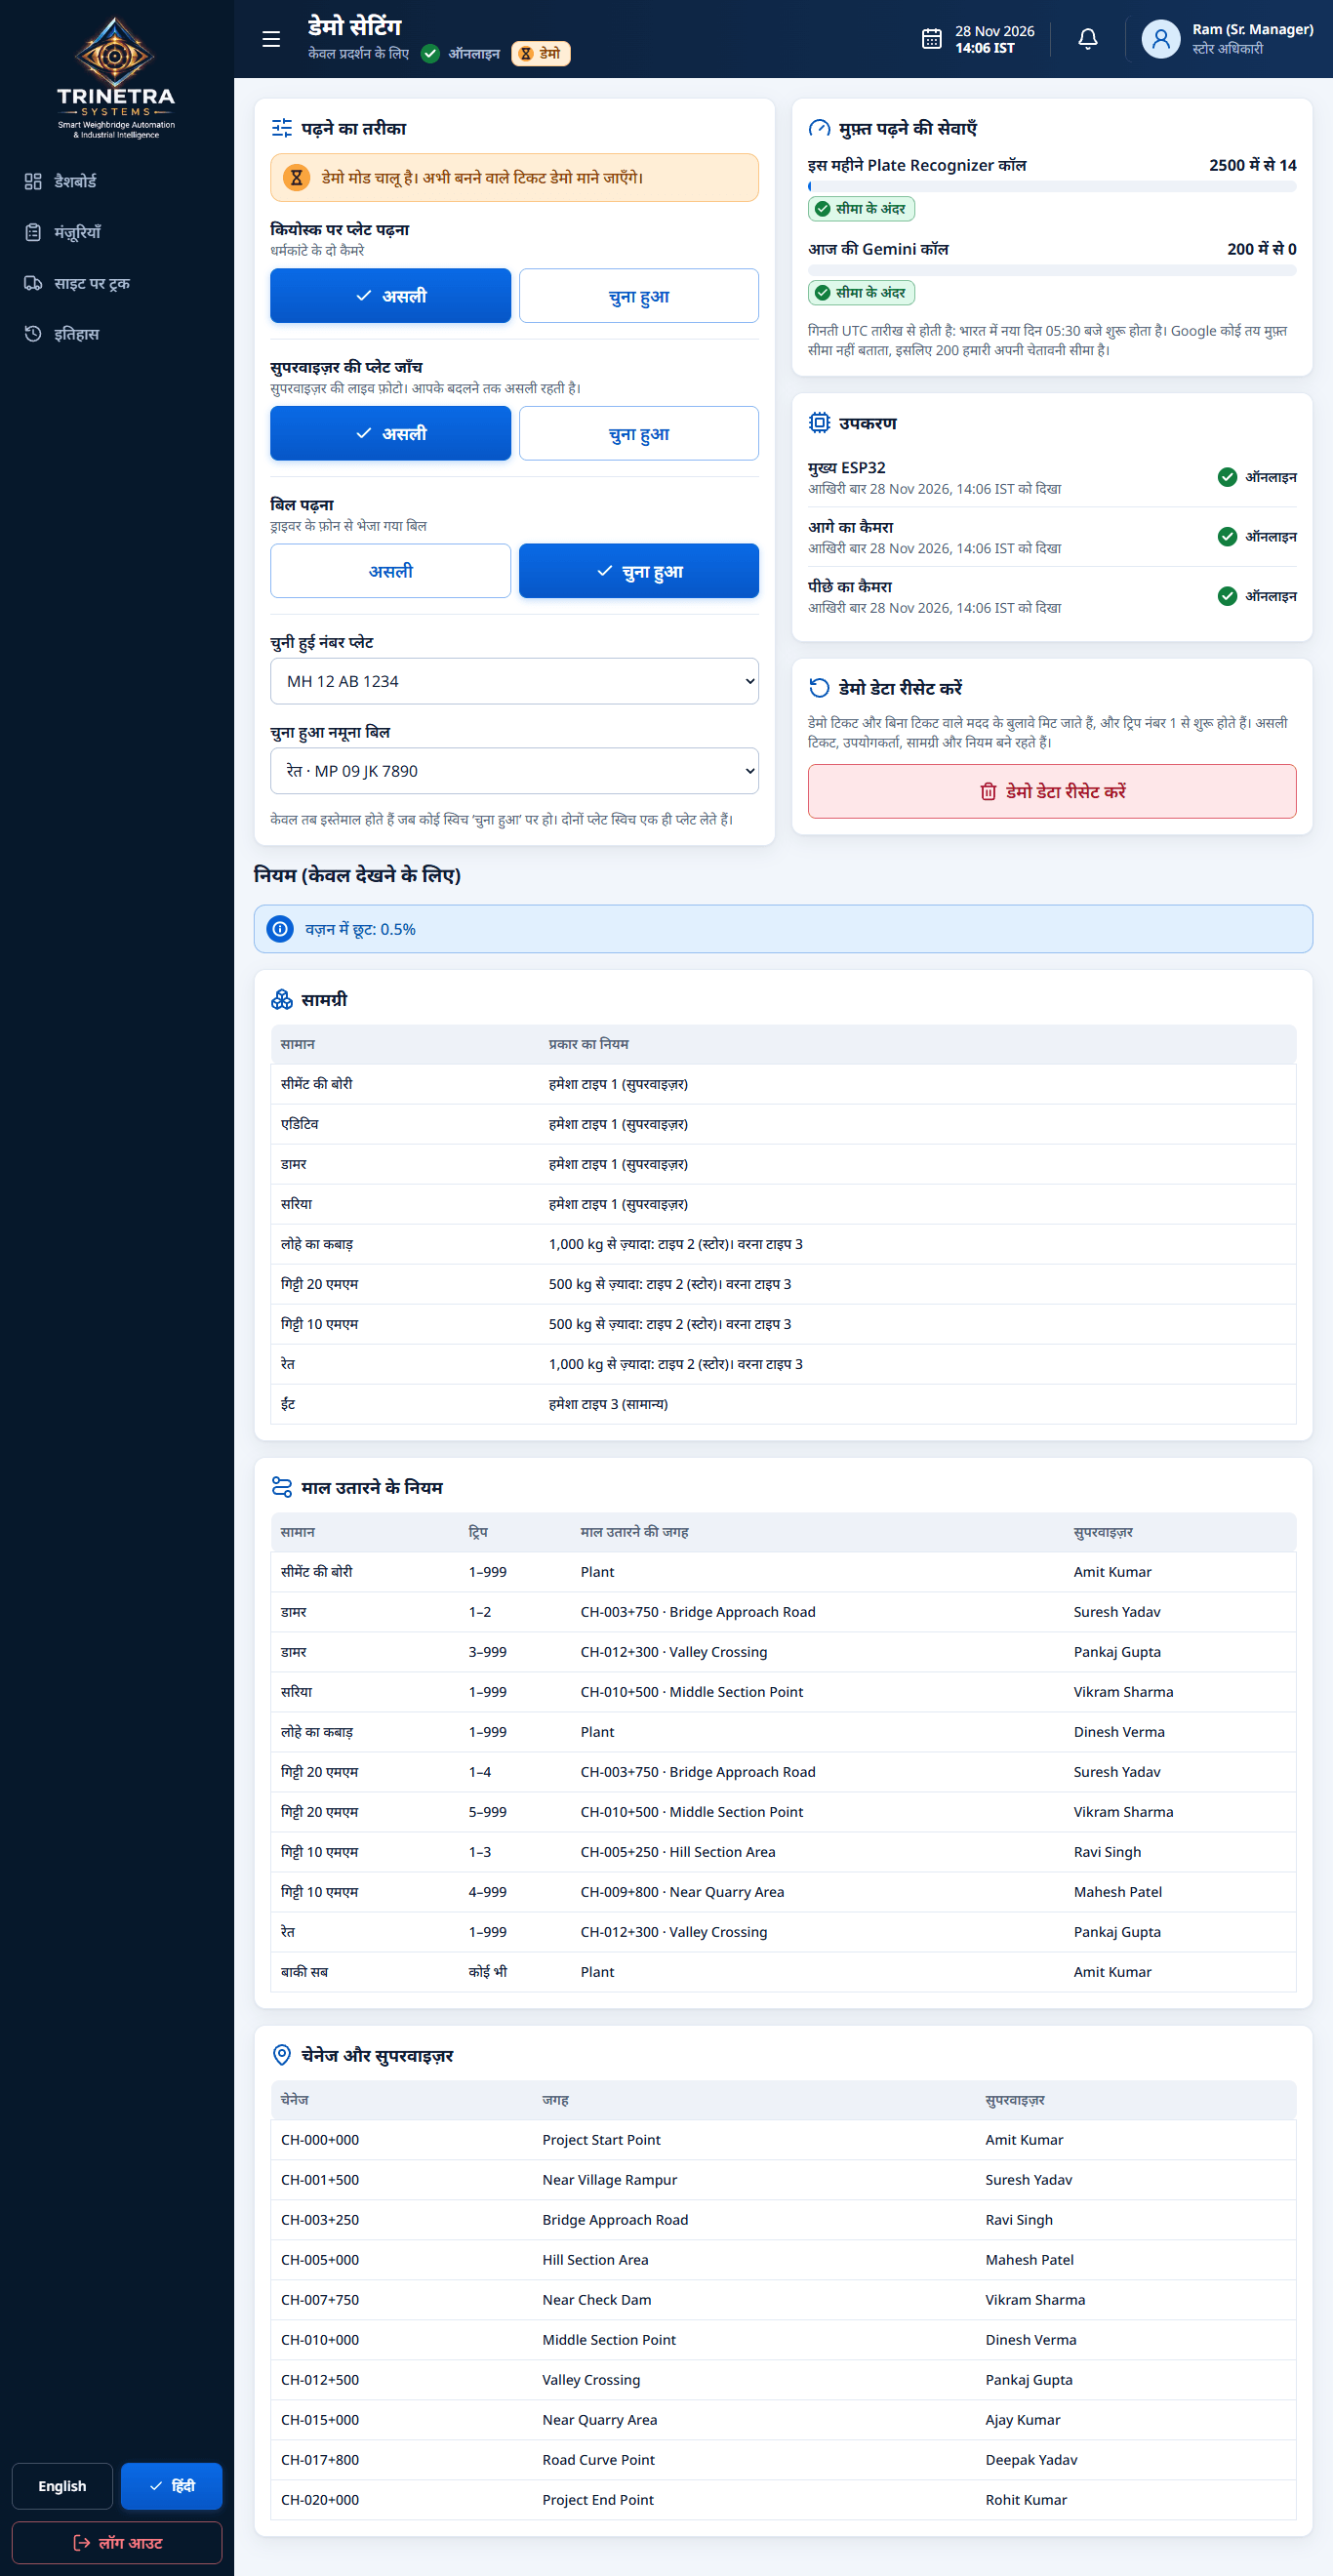 TRINETRA
SYSTEMS
Smart Weighbridge Automation
& Industrial Intelligence
डैशबोर्ड
मंज़ूरियाँ
साइट पर ट्रक
इतिहास
English
हिंदी
लॉग आउट
डेमो सेटिंग
केवल प्रदर्शन के लिए ऑनलाइन डेमो
28 Nov 2026
14:06 IST
Ram (Sr. Manager)
स्टोर अधिकारी
पढ़ने का तरीका
डेमो मोड चालू है। अभी बनने वाले टिकट डेमो माने जाएँगे।
कियोस्क पर प्लेट पढ़ना
धर्मकांटे के दो कैमरे
असली चुना हुआ
सुपरवाइज़र की प्लेट जाँच
सुपरवाइज़र की लाइव फ़ोटो। आपके बदलने तक असली रहती है।
असली चुना हुआ
बिल पढ़ना
ड्राइवर के फ़ोन से भेजा गया बिल
असली चुना हुआ
चुनी हुई नंबर प्लेट
MH 12 AB 1234
चुना हुआ नमूना बिल
रेत · MP 09 JK 7890
केवल तब इस्तेमाल होते हैं जब कोई स्विच ‘चुना हुआ’ पर हो। दोनों प्लेट स्विच एक ही प्लेट लेते हैं।
मुफ़्त पढ़ने की सेवाएँ
इस महीने Plate Recognizer कॉल 2500 में से 14
सीमा के अंदर
आज की Gemini कॉल 200 में से 0
सीमा के अंदर
गिनती UTC तारीख से होती है: भारत में नया दिन 05:30 बजे शुरू होता है। Google कोई तय मुफ़्त
सीमा नहीं बताता, इसलिए 200 हमारी अपनी चेतावनी सीमा है।
उपकरण
मुख्य ESP32
आखिरी बार 28 Nov 2026, 14:06 IST को दिखा
ऑनलाइन
आगे का कैमरा
आखिरी बार 28 Nov 2026, 14:06 IST को दिखा
ऑनलाइन
पीछे का कैमरा
आखिरी बार 28 Nov 2026, 14:06 IST को दिखा
ऑनलाइन
डेमो डेटा रीसेट करें
डेमो टिकट और बिना टिकट वाले मदद के बुलावे मिट जाते हैं, और ट्रिप नंबर 1 से शुरू होते हैं। असली
टिकट, उपयोगकर्ता, सामग्री और नियम बने रहते हैं।
डेमो डेटा रीसेट करें
नियम (केवल देखने के लिए)
वज़न में छूट: 0.5%
सामग्री
सामान प्रकार का नियम
सीमेंट की बोरी हमेशा टाइप 1 (सुपरवाइज़र)
एडिटिव हमेशा टाइप 1 (सुपरवाइज़र)
डामर हमेशा टाइप 1 (सुपरवाइज़र)
सरिया हमेशा टाइप 1 (सुपरवाइज़र)
लोहे का कबाड़ 1,000 kg से ज़्यादा: टाइप 2 (स्टोर)। वरना टाइप 3
गिट्टी 20 एमएम 500 kg से ज़्यादा: टाइप 2 (स्टोर)। वरना टाइप 3
गिट्टी 10 एमएम 500 kg से ज़्यादा: टाइप 2 (स्टोर)। वरना टाइप 3
रेत 1,000 kg से ज़्यादा: टाइप 2 (स्टोर)। वरना टाइप 3
ईंट हमेशा टाइप 3 (सामान्य)
माल उतारने के नियम
सामान ट्रिप माल उतारने की जगह सुपरवाइज़र
सीमेंट की बोरी 1–999 Plant Amit Kumar
डामर 1–2 CH-003+750 · Bridge Approach Road Suresh Yadav
डामर 3–999 CH-012+300 · Valley Crossing Pankaj Gupta
सरिया 1–999 CH-010+500 · Middle Section Point Vikram Sharma
लोहे का कबाड़ 1–999 Plant Dinesh Verma
गिट्टी 20 एमएम 1–4 CH-003+750 · Bridge Approach Road Suresh Yadav
गिट्टी 20 एमएम 5–999 CH-010+500 · Middle Section Point Vikram Sharma
गिट्टी 10 एमएम 1–3 CH-005+250 · Hill Section Area Ravi Singh
गिट्टी 10 एमएम 4–999 CH-009+800 · Near Quarry Area Mahesh Patel
रेत 1–999 CH-012+300 · Valley Crossing Pankaj Gupta
बाकी सब कोई भी Plant Amit Kumar
चेनेज और सुपरवाइज़र
चेनेज जगह सुपरवाइज़र
CH-000+000 Project Start Point Amit Kumar
CH-001+500 Near Village Rampur Suresh Yadav
CH-003+250 Bridge Approach Road Ravi Singh
CH-005+000 Hill Section Area Mahesh Patel
CH-007+750 Near Check Dam Vikram Sharma
CH-010+000 Middle Section Point Dinesh Verma
CH-012+500 Valley Crossing Pankaj Gupta
CH-015+000 Near Quarry Area Ajay Kumar
CH-017+800 Road Curve Point Deepak Yadav
CH-020+000 Project End Point Rohit Kumar